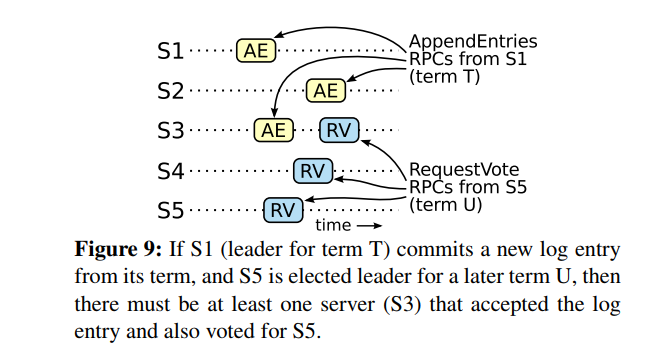 S1 AE AppendEntries
RPCs from S1
S2 AE (term T)
S3 AE RV
S4 RV RequestVote
RPCs from S5
S5 RV (term U)
time
Figure 9: If S1 (leader for term T) commits a new log entry
from its term, and S5 is elected leader for a later term U, then
there must be at least one server (S3) that accepted the log
entry and also voted for S5.